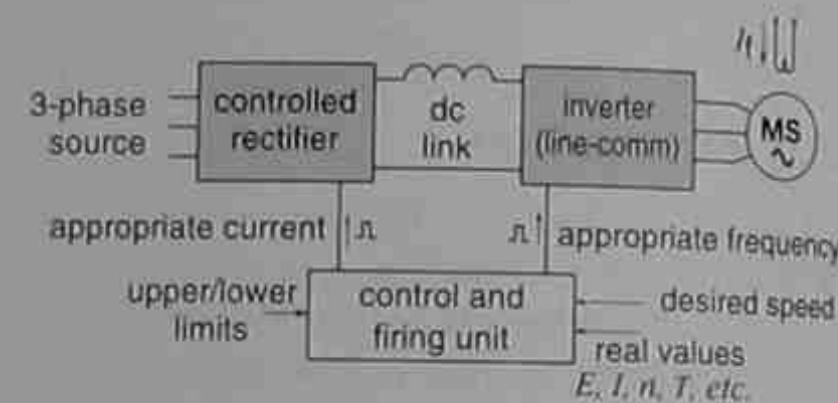 3-phase
source
controlled
rectifier
dc
link
inverter
(line-comm)
MS
~
appropriate current
appropriate frequency
upper/lower
limits
control and
firing unit
desired speed
real values
E, I, n, T, etc.